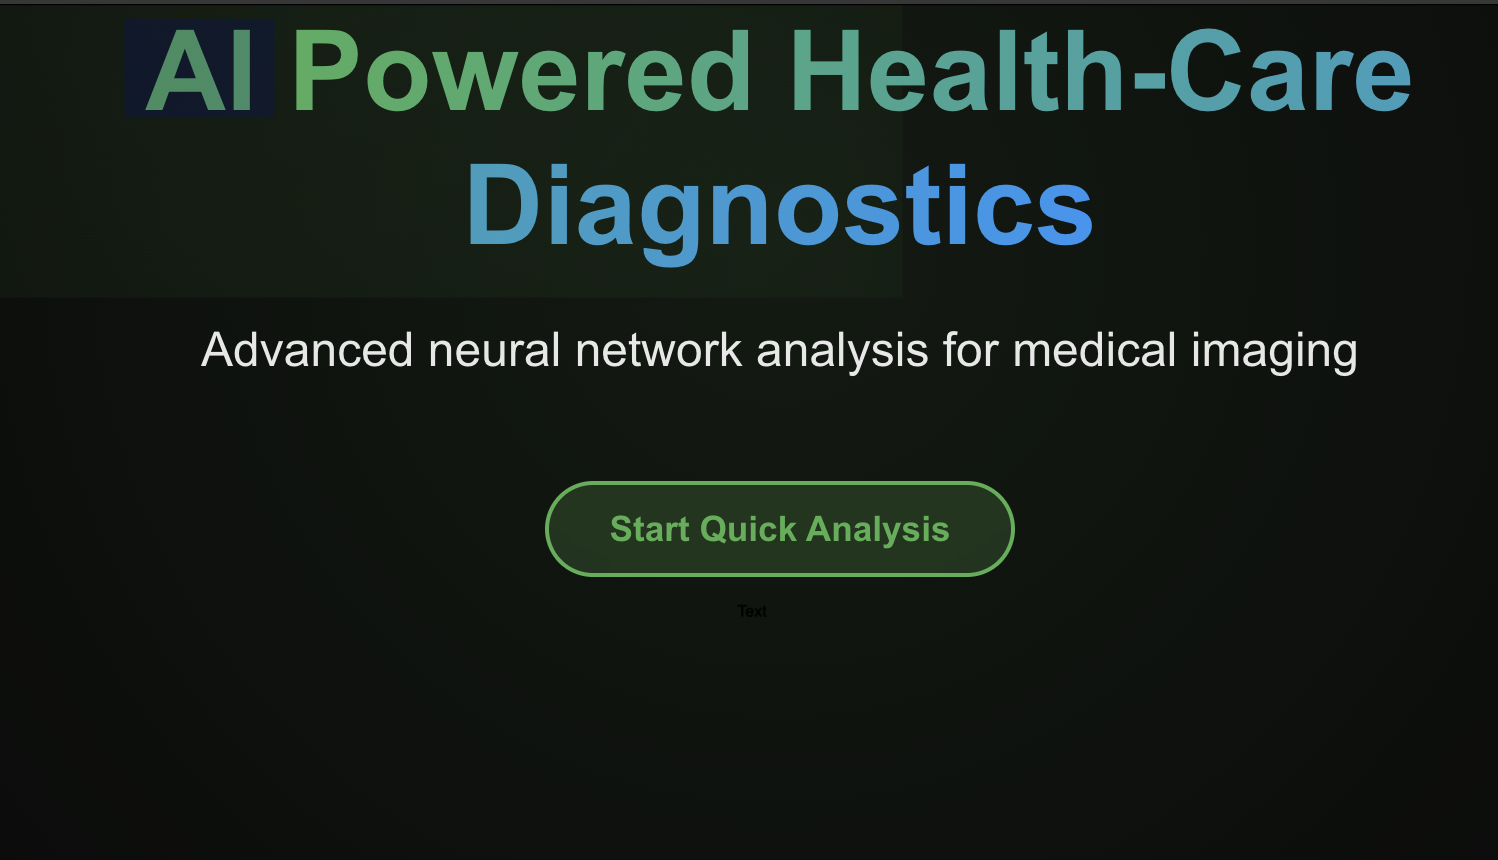 AI Powered Health-Care
Diagnostics
Advanced neural network analysis for medical imaging
Start Quick Analysis
Text